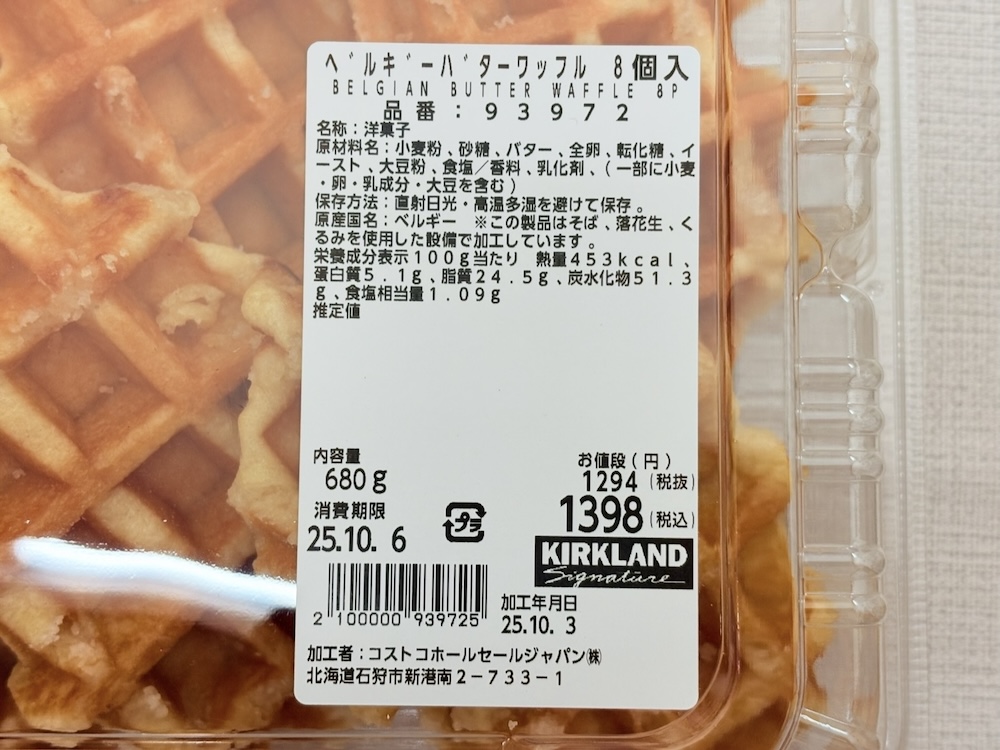 ベルギーバターワッフル 8個入
BELGIAN BUTTER WAFFLE 8P
品番：93972
名称：洋菓子
原材料名：小麦粉、砂糖、バター、全卵、転化糖、イ
ースト、大豆粉、食塩／香料、乳化剤、（一部に小麦
・卵・乳成分・大豆を含む）
保存方法：直射日光・高温多湿を避けて保存。
原産国名：ベルギー ※この製品はそば、落花生、く
るみを使用した設備で加工しています。
栄養成分表示100g当たり 熱量453kcal、
蛋白質5.1g、脂質24.5g、炭水化物51.3
g、食塩相当量1.09g
推定値
内容量
680g
お値段(円)
1294(税抜)
1398(税込)
消費期限
25.10. 6
プラ
KIRKLAND
Signature
2 100000 939725
加工年月日
25.10. 3
加工者：コストコホールセールジャパン㈱
北海道石狩市新港南2－733－1